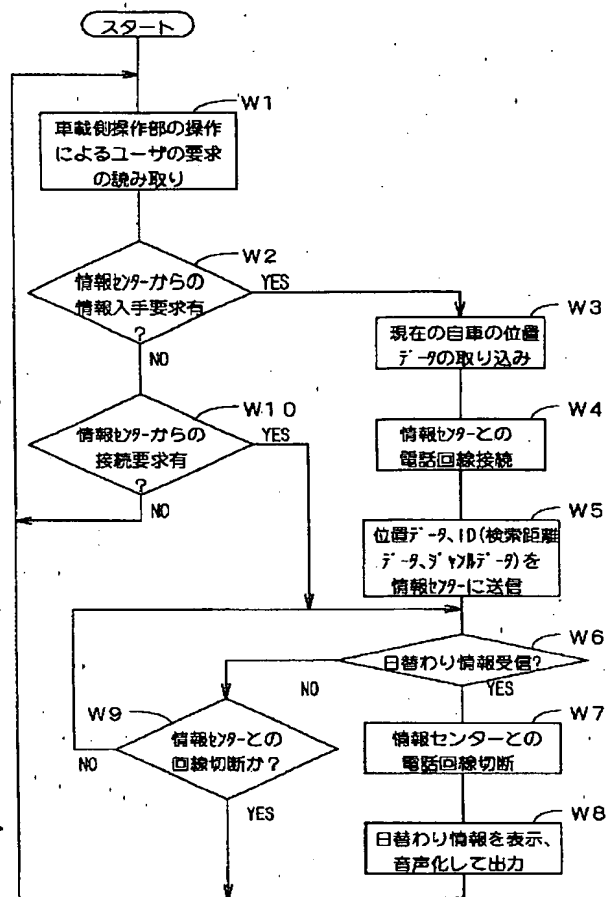 スタート
W1
車載側操作部の操作
によるユーザの要求
の読み取り
W2
情報ｾﾝﾀｰからの
情報入手要求有
?
YES
NO
W3
現在の自車の位置
ﾃﾞｰﾀの取り込み
W10
情報ｾﾝﾀｰからの
接続要求有
?
YES
NO
W4
情報ｾﾝﾀｰとの
電話回線接続
W5
位置ﾃﾞｰﾀ、ID(検索距離
ﾃﾞｰﾀ、ｼﾞｬﾝﾙﾃﾞｰﾀ)を
情報ｾﾝﾀｰに送信
W6
日替わり情報受信?
NO
YES
W9
情報ｾﾝﾀｰとの
回線切断か?
NO
YES
W7
情報センターとの
電話回線切断
W8
日替わり情報を表示、
音声化して出力